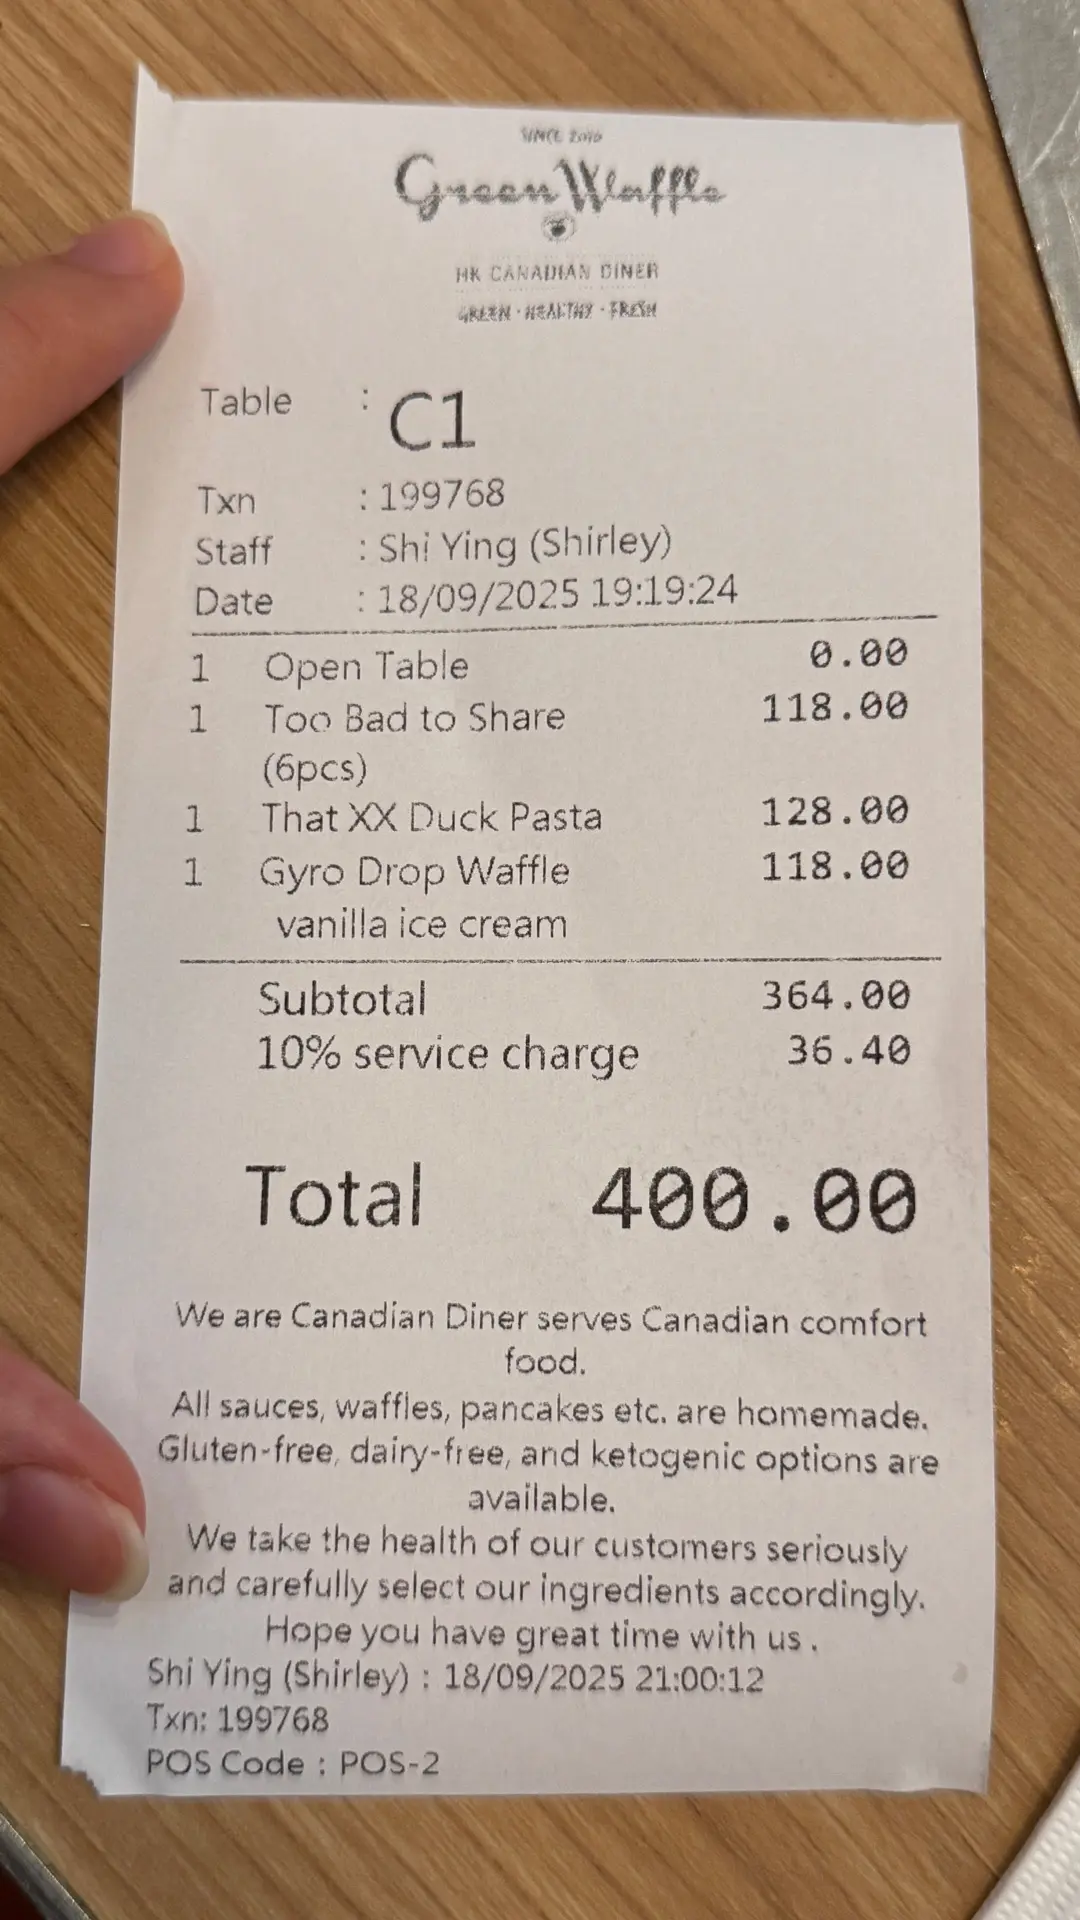 SINCE 2016
Green Waffle
HK CANADIAN DINER
GREEN · HEALTHY · FRESH
Table : C1
Txn : 199768
Staff : Shi Ying (Shirley)
Date : 18/09/2025 19:19:24
1 Open Table 0.00
1 Too Bad to Share 118.00
(6pcs)
1 That XX Duck Pasta 128.00
1 Gyro Drop Waffle 118.00
vanilla ice cream
Subtotal 364.00
10% service charge 36.40
Total 400.00
We are Canadian Diner serves Canadian comfort
food.
All sauces, waffles, pancakes etc. are homemade.
Gluten-free, dairy-free, and ketogenic options are
available.
We take the health of our customers seriously
and carefully select our ingredients accordingly.
Hope you have great time with us .
Shi Ying (Shirley) : 18/09/2025 21:00:12
Txn: 199768
POS Code : POS-2